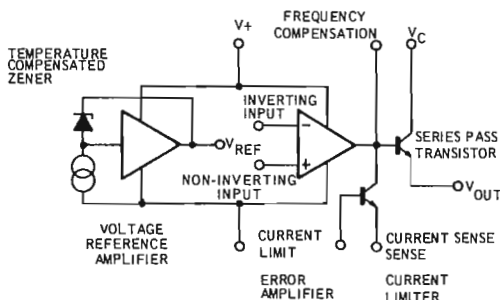 FREQUENCY
COMPENSATION
V+
VC
TEMPERATURE
COMPENSATED
ZENER
INVERTING
INPUT
−
VREF
+
NON-INVERTING
INPUT
SERIES PASS
TRANSISTOR
VOUT
VOLTAGE
REFERENCE
AMPLIFIER
CURRENT
LIMIT
CURRENT SENSE
SENSE
ERROR
AMPLIFIER
CURRENT
LIMITER